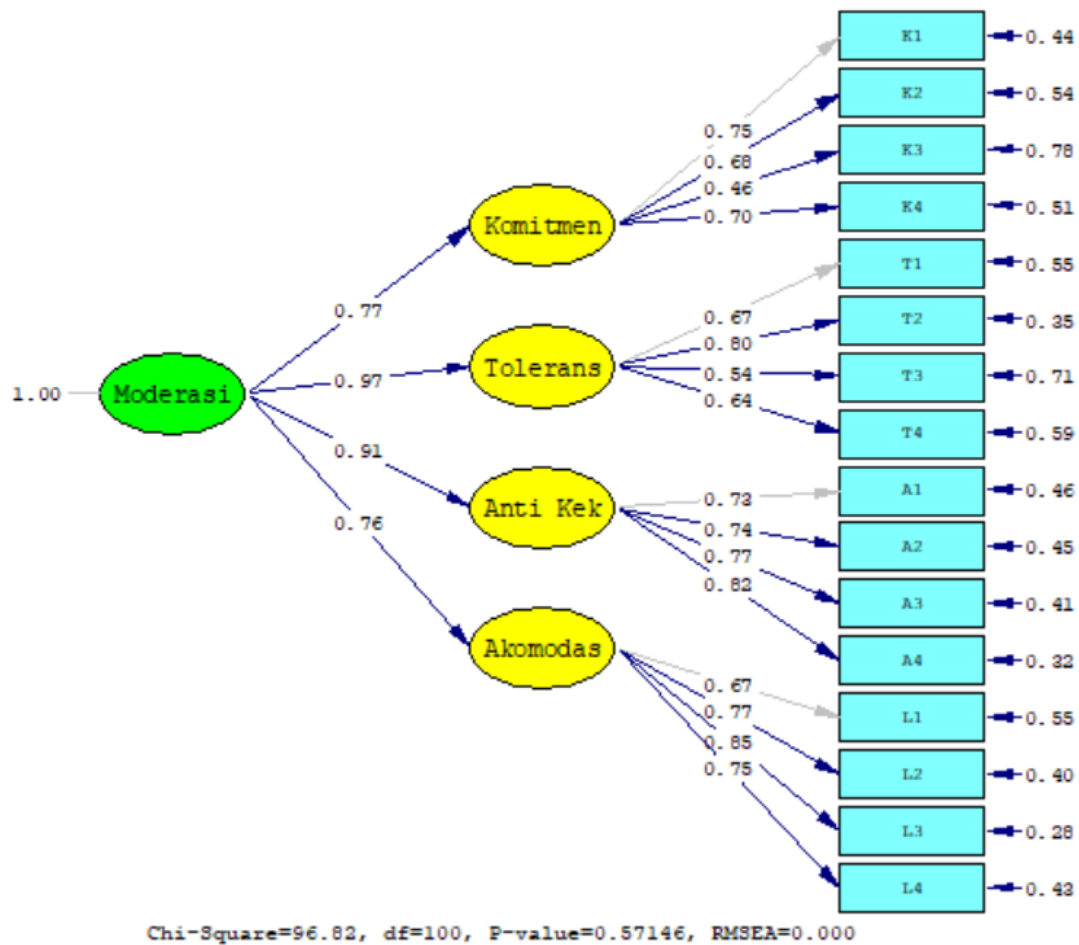 K1
0.44
K2
0.54
0.75
K3
0.78
0.68
0.46
K4
0.51
0.70
Komitmen
T1
0.55
0.77
0.67
T2
0.35
0.80
Tolerans
0.97
0.54
T3
0.71
1.00
Moderasi
0.64
T4
0.59
0.91
A1
0.46
0.73
Anti Kek
0.76
0.74
A2
0.45
0.77
0.82
A3
0.41
Akomodas
A4
0.32
0.67
0.77
L1
0.55
0.85
0.75
L2
0.40
L3
0.28
L4
0.43
Chi-Square=96.82, df=100, P-value=0.57146, RMSEA=0.000